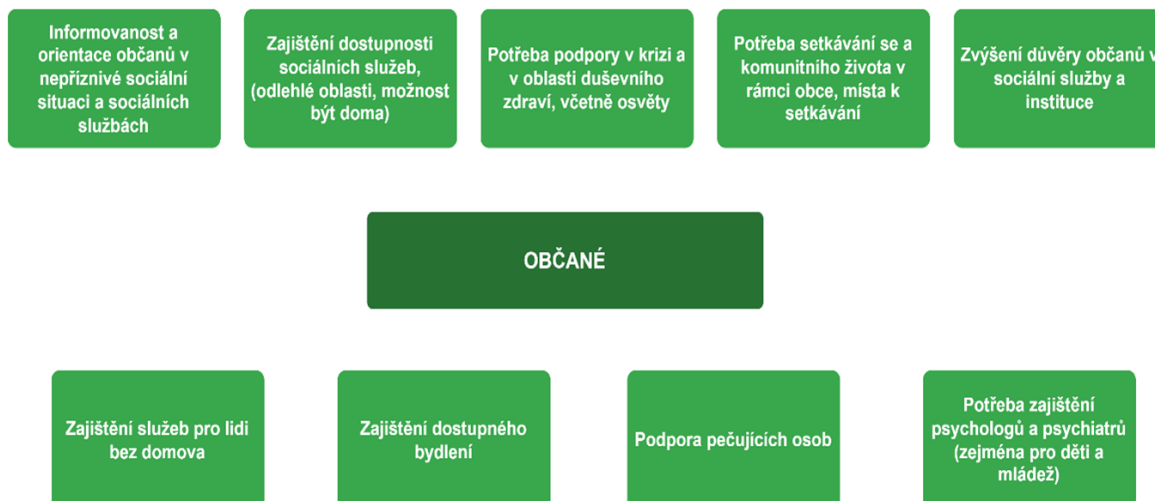 Informovanost a
orientace občanů v
nepříznivé sociální
situaci a sociálních
službách
Zajištění dostupnosti
sociálních služeb,
(odlehlé oblasti, možnost
být doma)
Potřeba podpory v krizi a
v oblasti duševního
zdraví, včetně osvěty
Potřeba setkávání se a
komunitního života v
rámci obce, místa k
setkávání
Zvýšení důvěry občanů v
sociální služby a
instituce
OBČANÉ
Zajištění služeb pro lidi
bez domova
Zajištění dostupného
bydlení
Podpora pečujících osob
Potřeba zajištění
psychologů a psychiatrů
(zejména pro děti a
mládež)